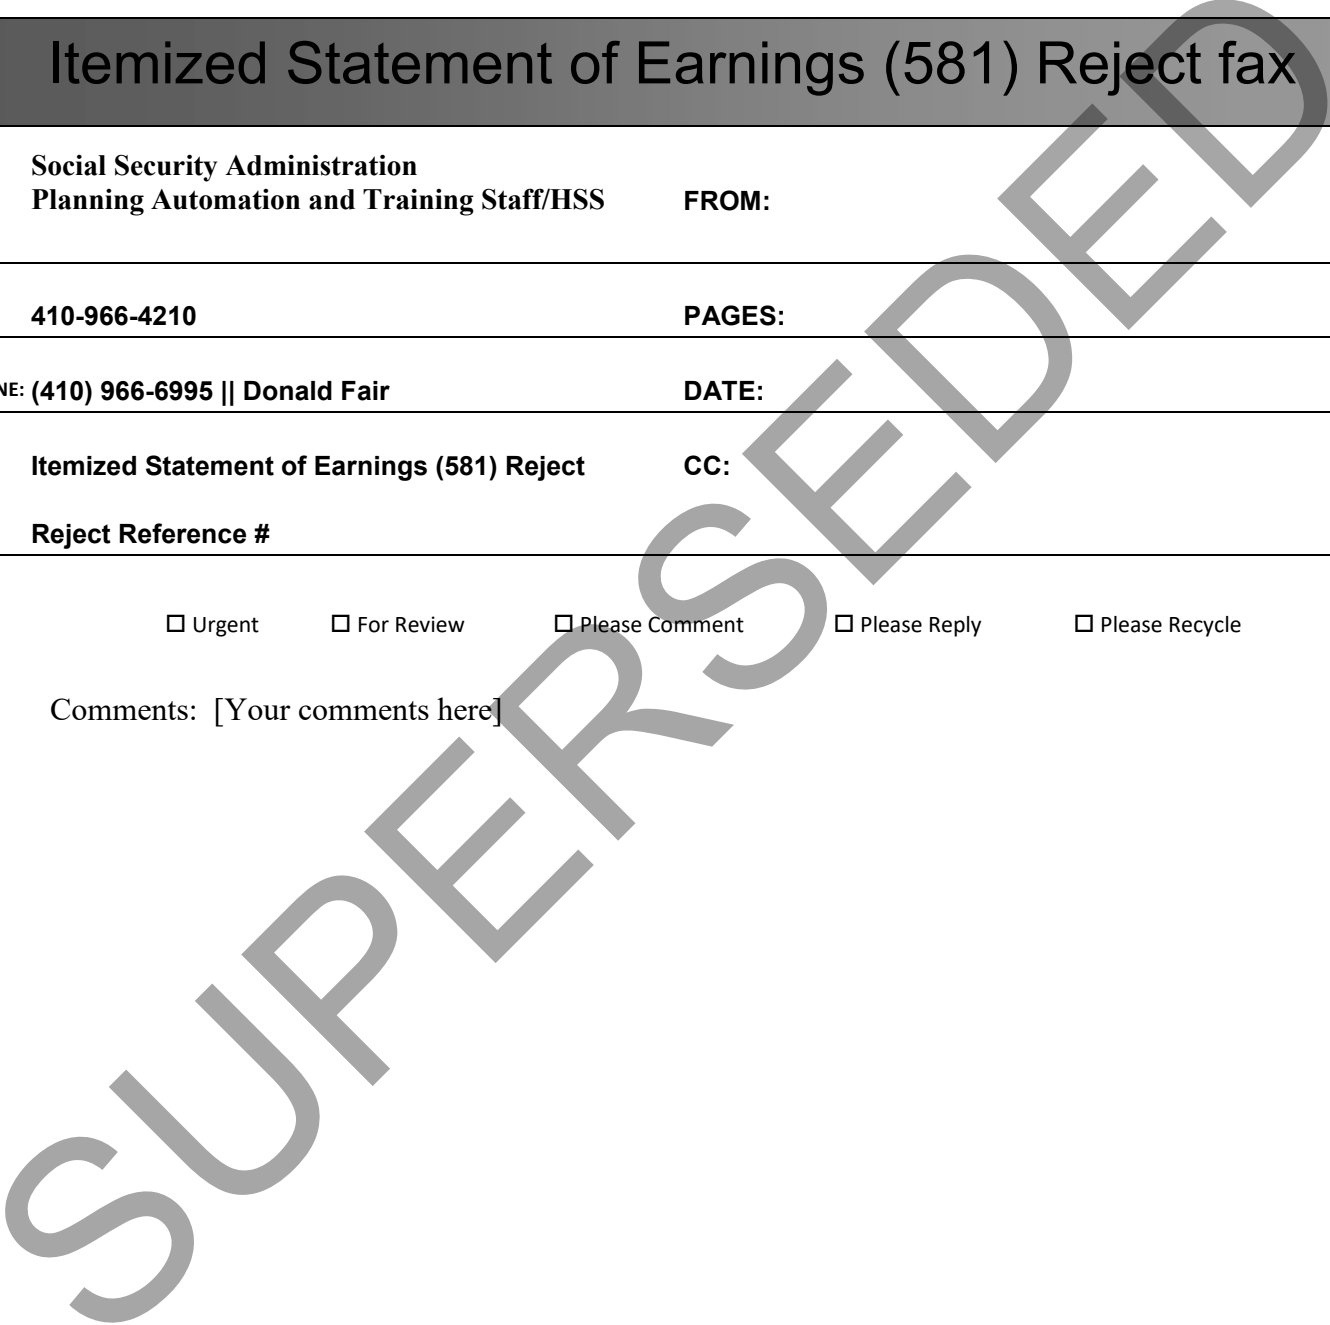 Itemized Statement of Earnings (581) Reject fax
Social Security Administration
Planning Automation and Training Staff/HSS FROM:
410-966-4210 PAGES:
NE: (410) 966-6995 || Donald Fair DATE:
Itemized Statement of Earnings (581) Reject CC:
Reject Reference #
☐ Urgent ☐ For Review ☐ Please Comment ☐ Please Reply ☐ Please Recycle
Comments: [Your comments here]
SUPERSEDED